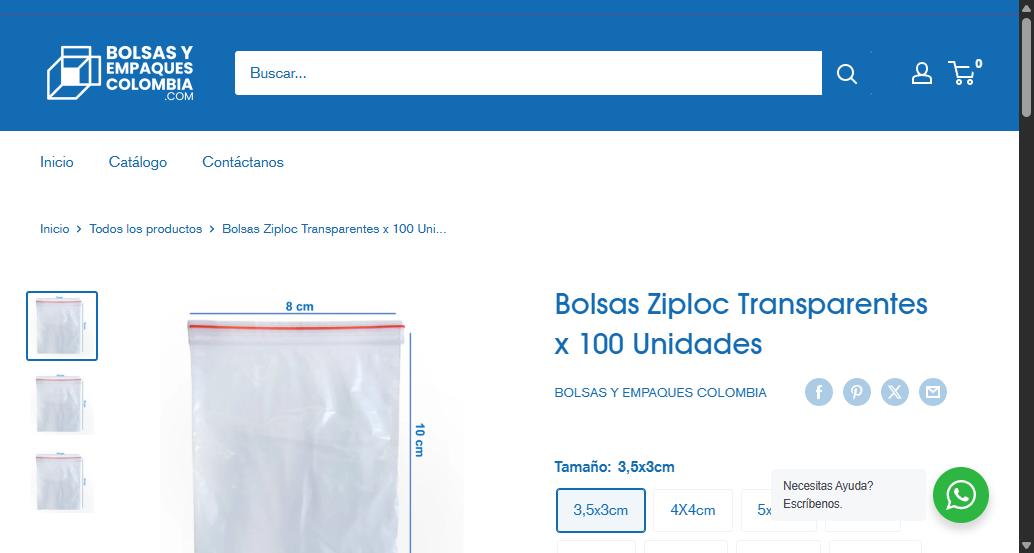 BOLSAS Y
EMPAQUES
COLOMBIA
.COM
Buscar...
0
Inicio
Catálogo
Contáctanos
Inicio > Todos los productos > Bolsas Ziploc Transparentes x 100 Uni...
8 cm
10 cm
Bolsas Ziploc Transparentes
x 100 Unidades
BOLSAS Y EMPAQUES COLOMBIA
Tamaño: 3,5x3cm
3,5x3cm
4X4cm
Necesitas Ayuda?
Escríbenos.